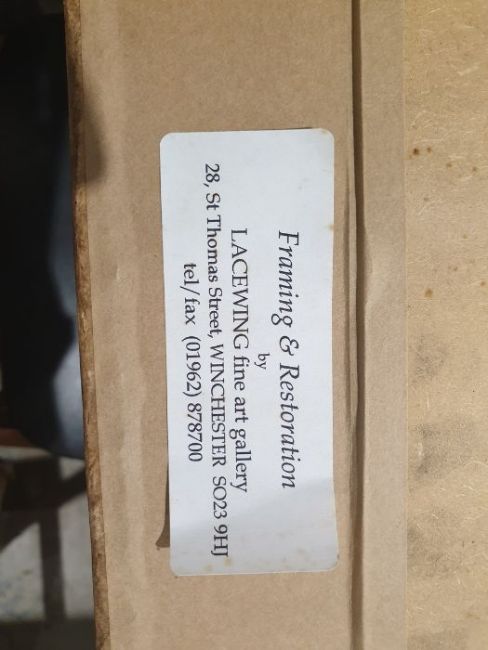 Framing & Restoration
by
LACEWING fine art gallery
28, St Thomas Street, WINCHESTER SO23 9HJ
tel/fax (01962) 878700